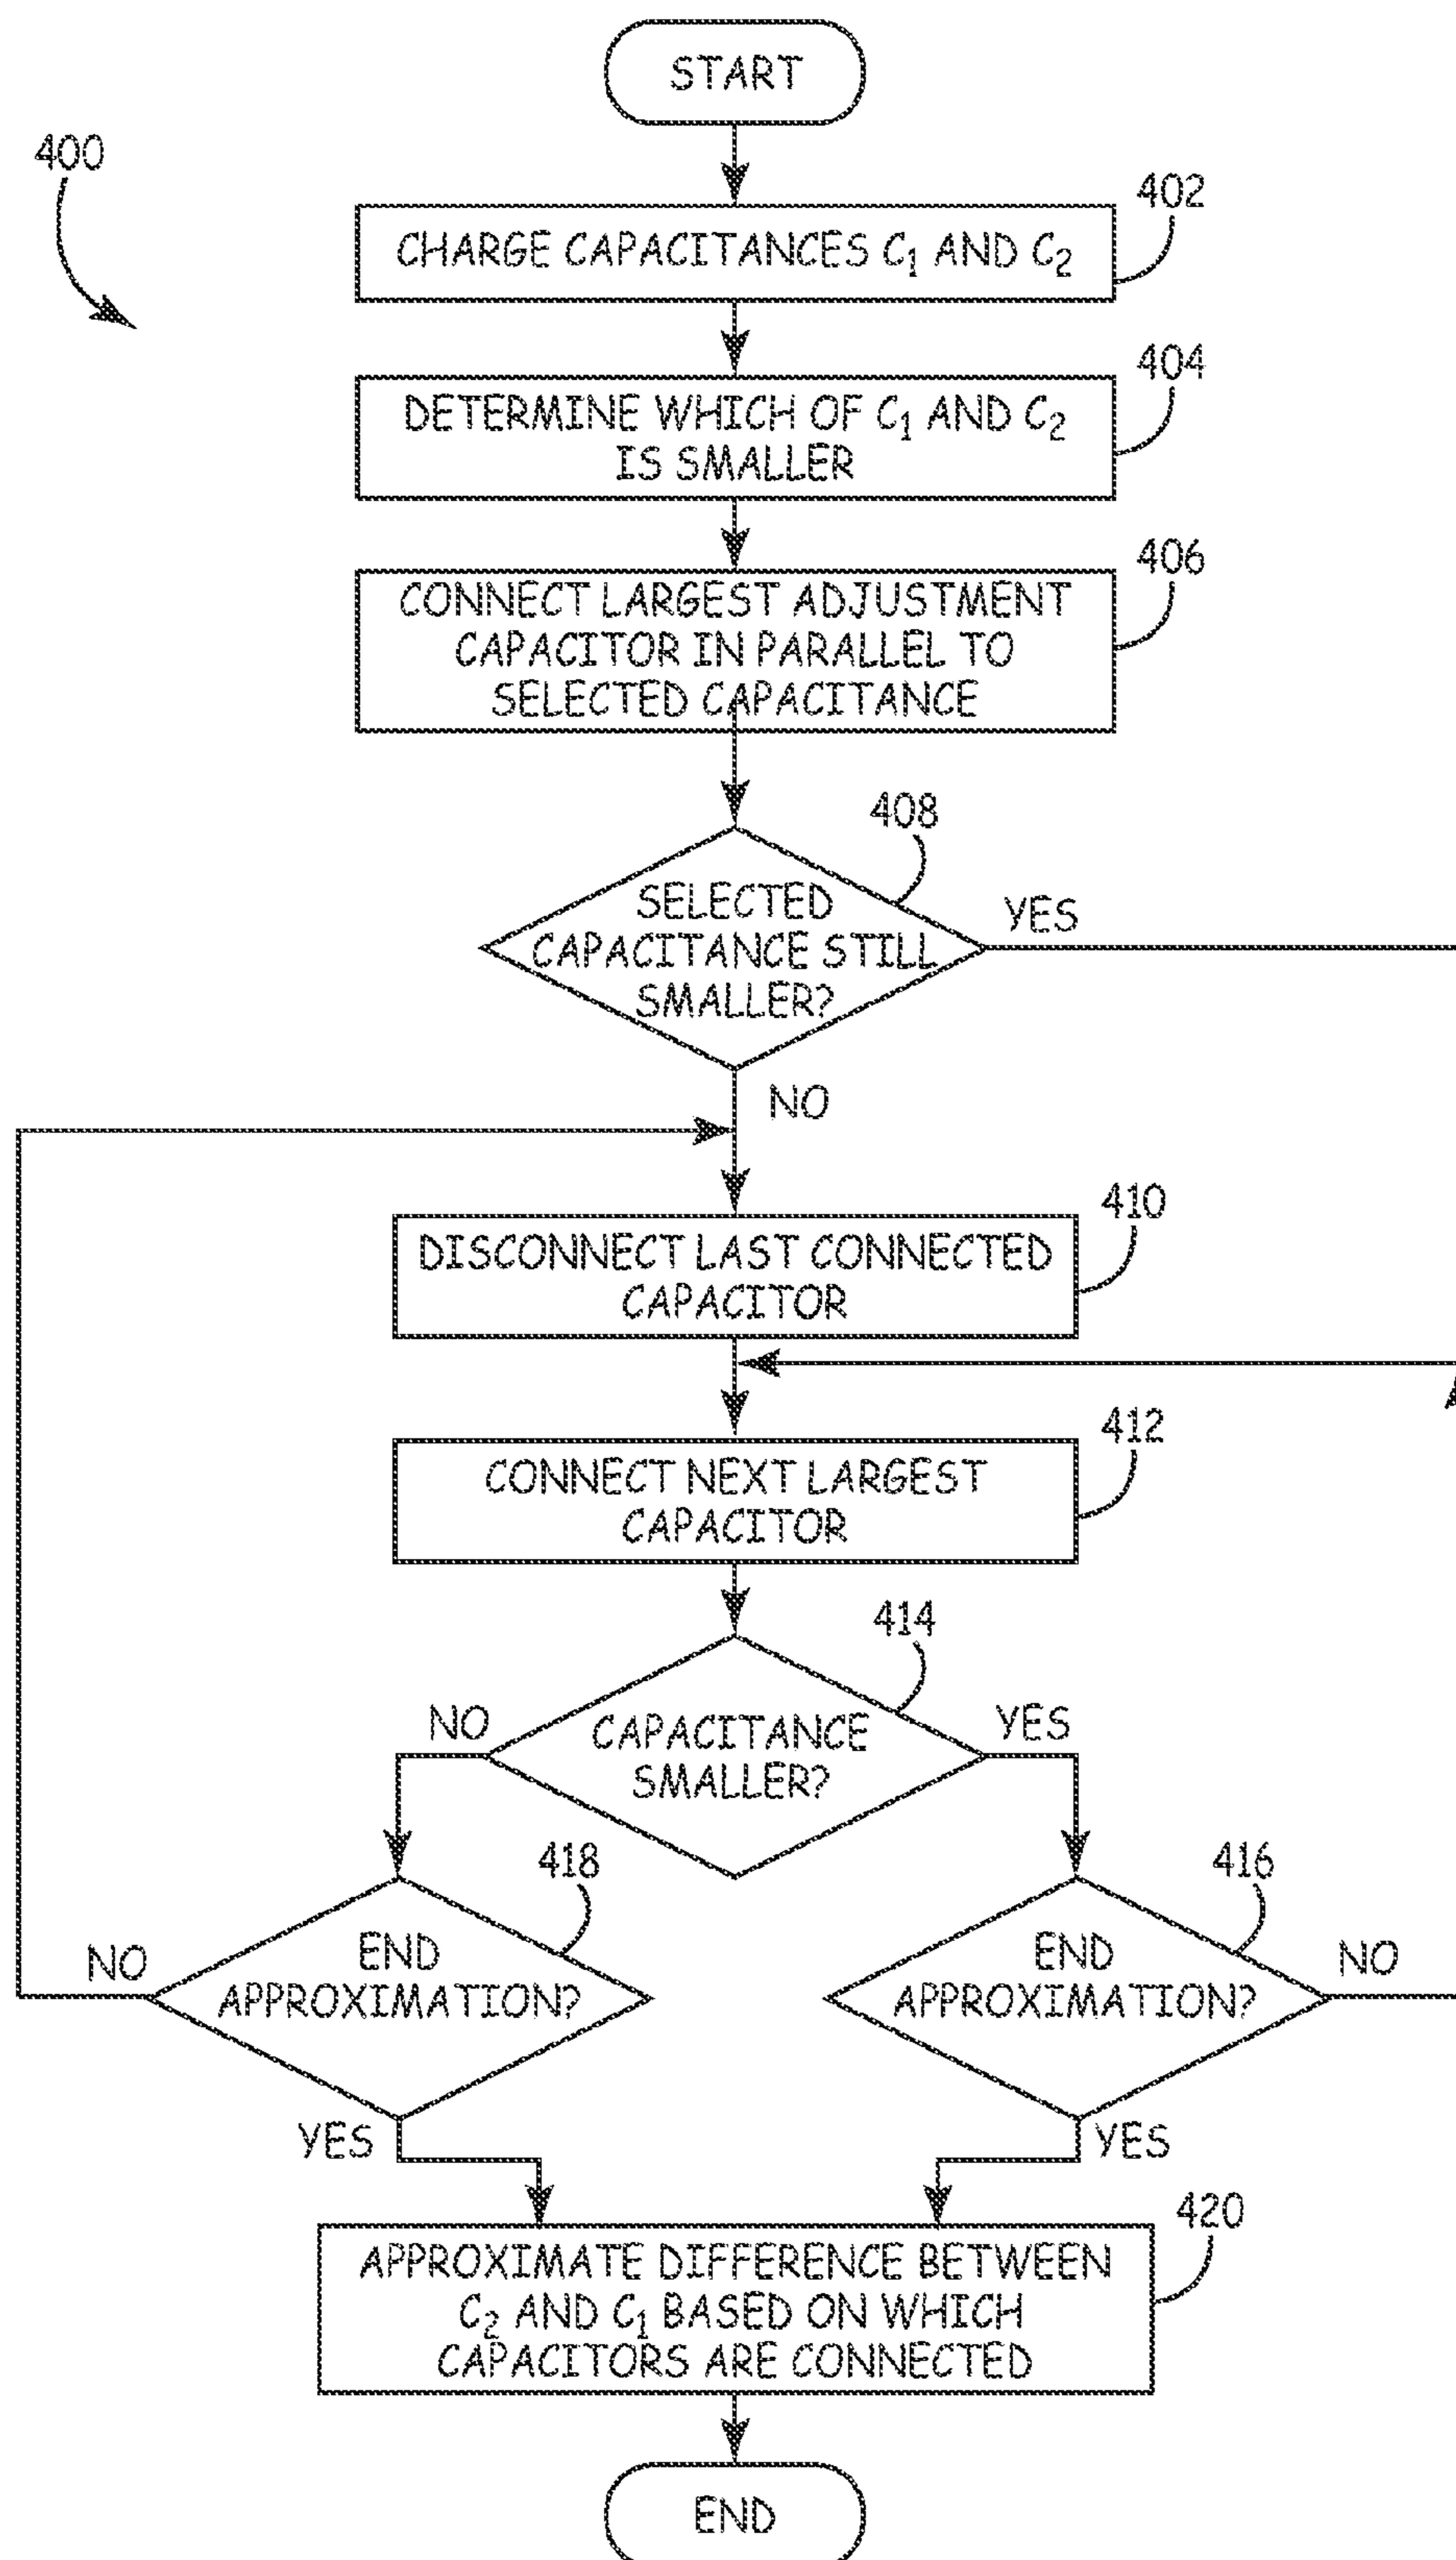 START
400
402
CHARGE CAPACITANCES C1 AND C2
404
DETERMINE WHICH OF C1 AND C2
IS SMALLER
406
CONNECT LARGEST ADJUSTMENT
CAPACITOR IN PARALLEL TO
SELECTED CAPACITANCE
408
SELECTED
CAPACITANCE STILL
SMALLER?
YES
NO
410
DISCONNECT LAST CONNECTED
CAPACITOR
412
CONNECT NEXT LARGEST
CAPACITOR
414
NO
CAPACITANCE
SMALLER?
YES
418
416
NO
END
APPROXIMATION?
END
APPROXIMATION?
NO
YES
YES
420
APPROXIMATE DIFFERENCE BETWEEN
C2 AND C1 BASED ON WHICH
CAPACITORS ARE CONNECTED
END